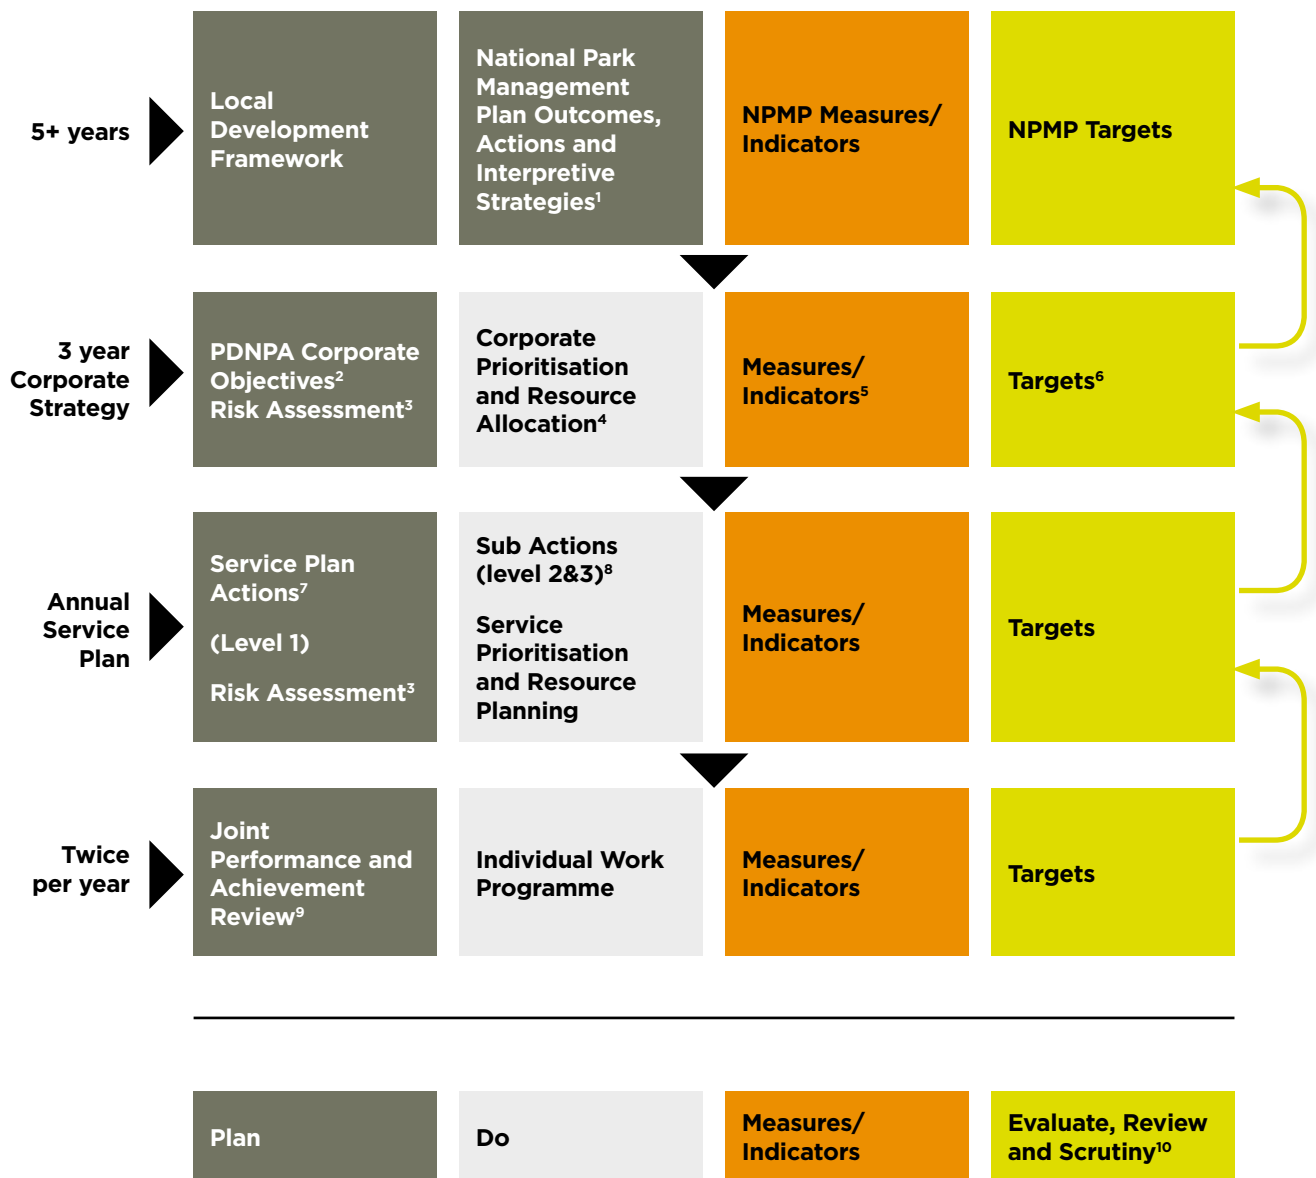 5+ years
Local
Development
Framework
National Park
Management
Plan Outcomes,
Actions and
Interpretive
Strategies¹
NPMP Measures/
Indicators
NPMP Targets
3 year
Corporate
Strategy
PDNPA Corporate
Objectives²
Risk Assessment³
Corporate
Prioritisation
and Resource
Allocation⁴
Measures/
Indicators⁵
Targets⁶
Annual
Service
Plan
Service Plan
Actions⁷
(Level 1)
Risk Assessment³
Sub Actions
(level 2&3)⁸
Service
Prioritisation
and Resource
Planning
Measures/
Indicators
Targets
Twice
per year
Joint
Performance and
Achievement
Review⁹
Individual Work
Programme
Measures/
Indicators
Targets
Plan
Do
Measures/
Indicators
Evaluate, Review
and Scrutiny¹⁰